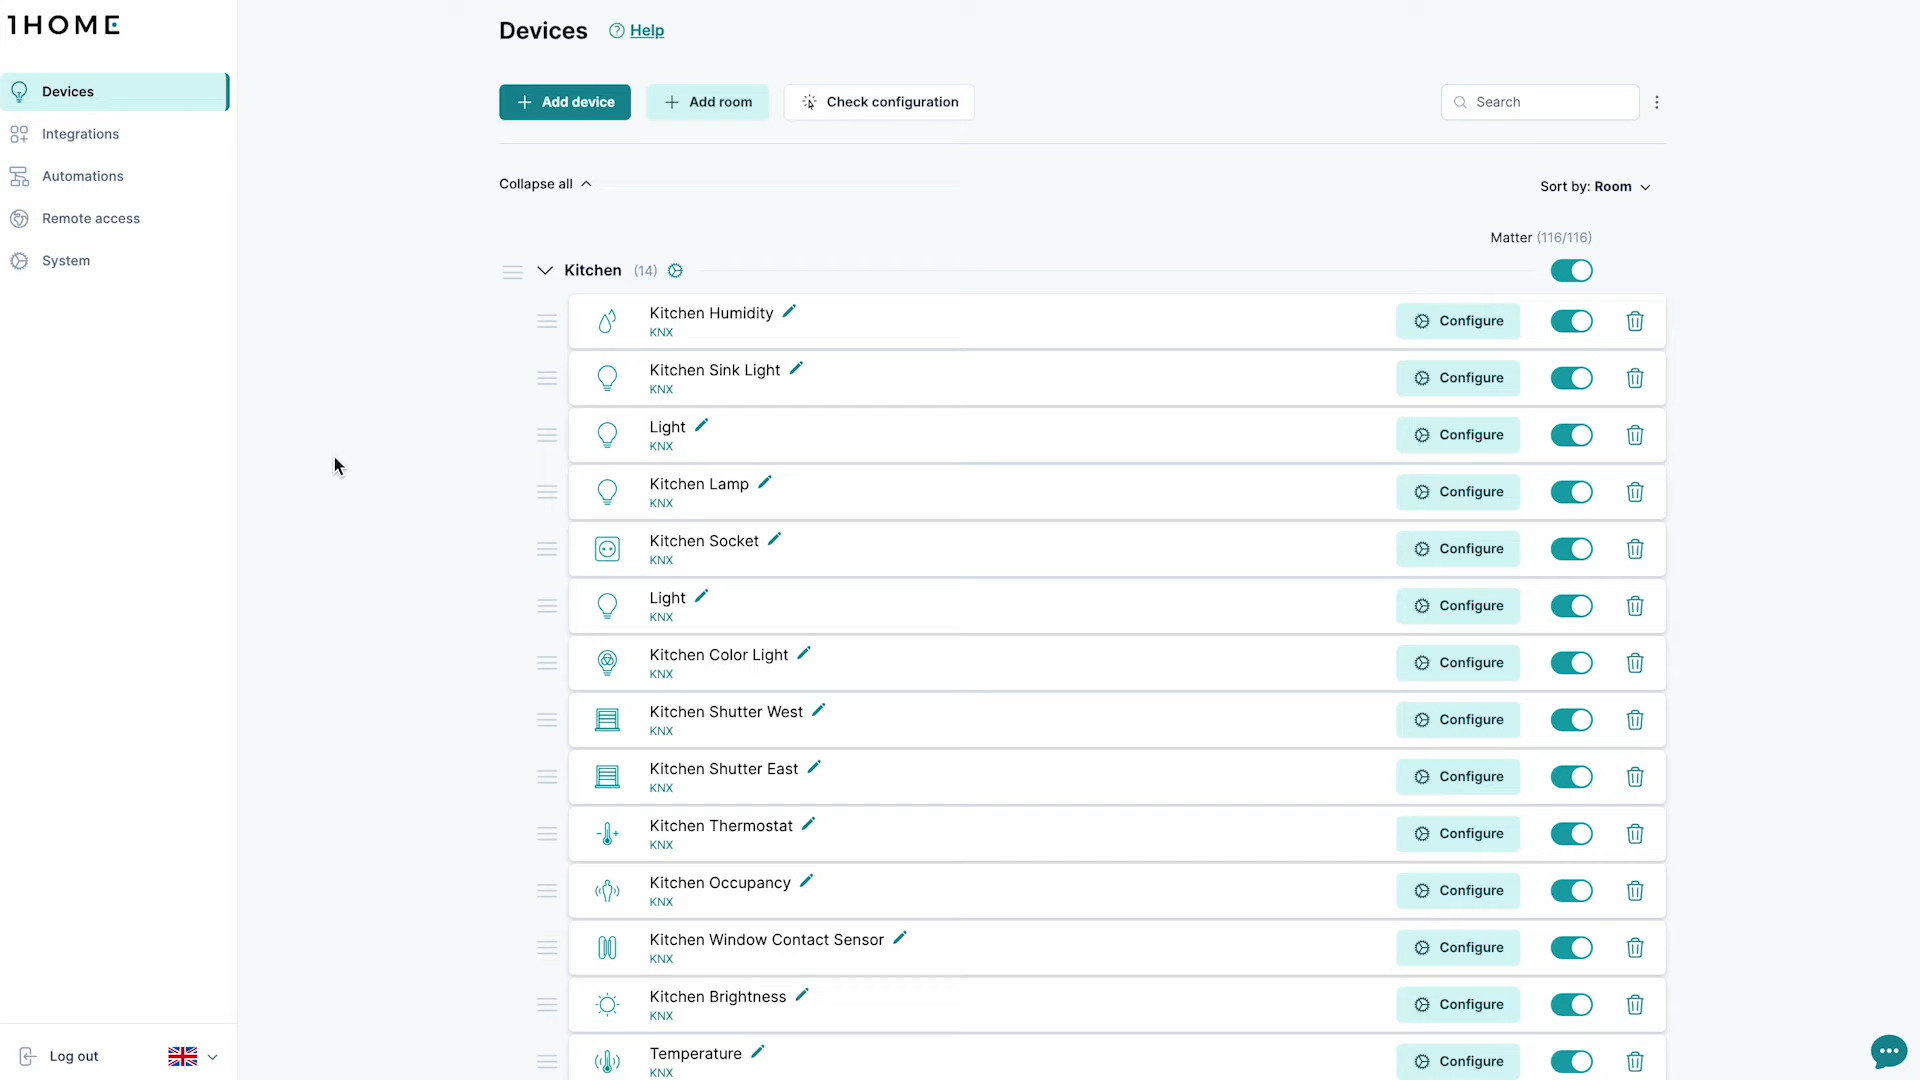 1HOME
Devices
Help
Add device
Add room
Check configuration
Search
Devices
Integrations
Automations
Remote access
System
Collapse all
Sort by: Room
Matter (116/116)
Kitchen (14)
Kitchen Humidity
KNX
Configure
Kitchen Sink Light
KNX
Configure
Light
KNX
Configure
Kitchen Lamp
KNX
Configure
Kitchen Socket
KNX
Configure
Light
KNX
Configure
Kitchen Color Light
KNX
Configure
Kitchen Shutter West
KNX
Configure
Kitchen Shutter East
KNX
Configure
Kitchen Thermostat
KNX
Configure
Kitchen Occupancy
KNX
Configure
Kitchen Window Contact Sensor
KNX
Configure
Kitchen Brightness
KNX
Configure
Temperature
KNX
Configure
Log out